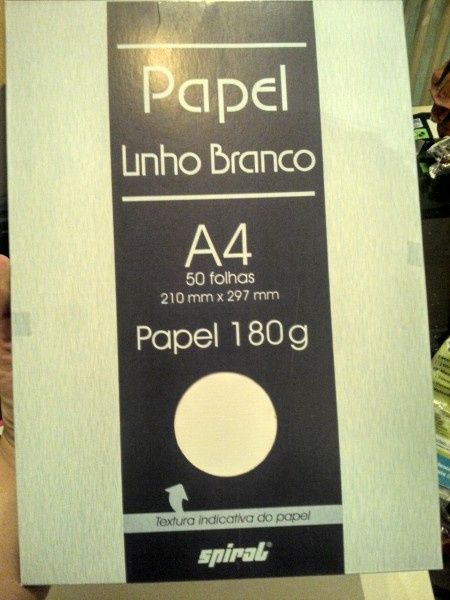 Papel
Linho Branco
A4
50 folhas
210 mm x 297 mm
Papel 180g
Textura indicativa do papel
spiral®